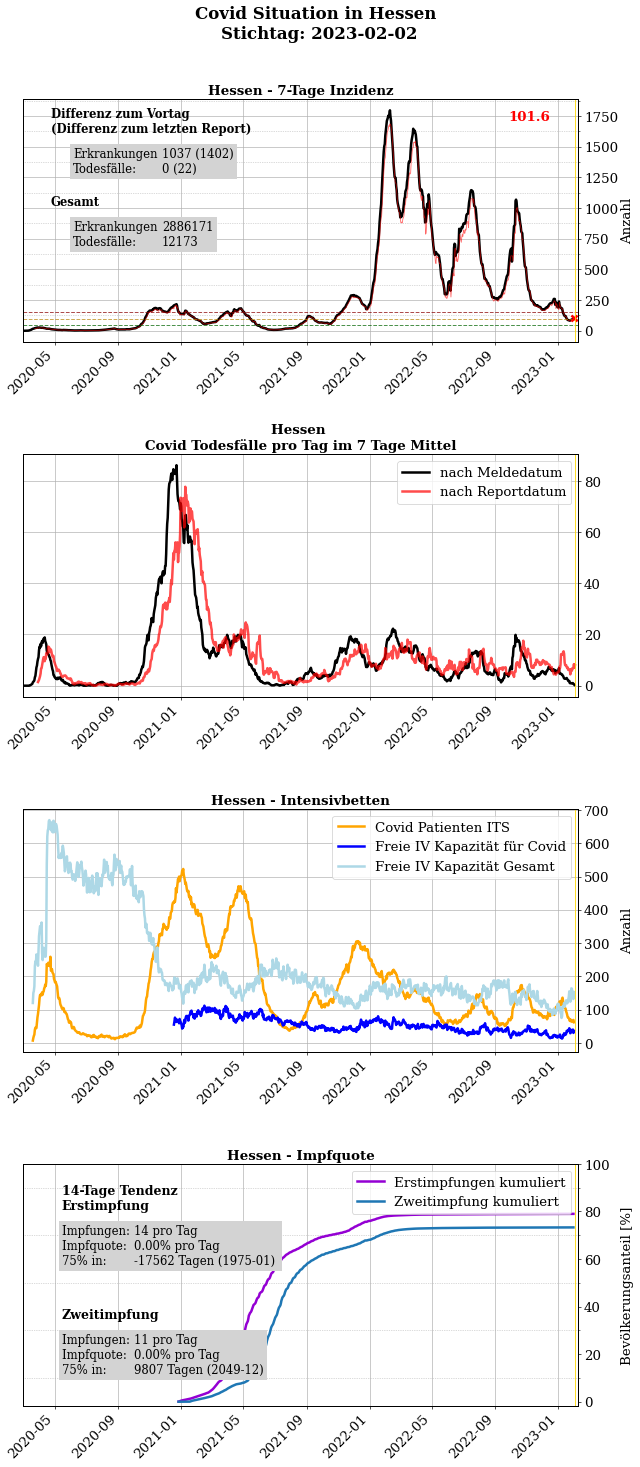 Covid Situation in Hessen
Stichtag: 2023-02-02
Hessen - 7-Tage Inzidenz
Differenz zum Vortag
(Differenz zum letzten Report)
Erkrankungen 1037 (1402)
Todesfälle: 0 (22)
Gesamt
Erkrankungen 2886171
Todesfälle: 12173
101.6
1750
1500
1250
1000
750
500
250
0
Anzahl
2020-05
2020-09
2021-01
2021-05
2021-09
2022-01
2022-05
2022-09
2023-01
Hessen
Covid Todesfälle pro Tag im 7 Tage Mittel
nach Meldedatum
nach Reportdatum
80
60
40
20
0
2020-05
2020-09
2021-01
2021-05
2021-09
2022-01
2022-05
2022-09
2023-01
Hessen - Intensivbetten
Covid Patienten ITS
Freie IV Kapazität für Covid
Freie IV Kapazität Gesamt
700
600
500
400
300
200
100
0
Anzahl
2020-05
2020-09
2021-01
2021-05
2021-09
2022-01
2022-05
2022-09
2023-01
Hessen - Impfquote
14-Tage Tendenz
Erstimpfung
Impfungen: 14 pro Tag
Impfquote: 0.00% pro Tag
75% in: -17562 Tagen (1975-01)
Zweitimpfung
Impfungen: 11 pro Tag
Impfquote: 0.00% pro Tag
75% in: 9807 Tagen (2049-12)
Erstimpfungen kumuliert
Zweitimpfung kumuliert
100
80
60
40
20
0
Bevölkerungsanteil [%]
2020-05
2020-09
2021-01
2021-05
2021-09
2022-01
2022-05
2022-09
2023-01